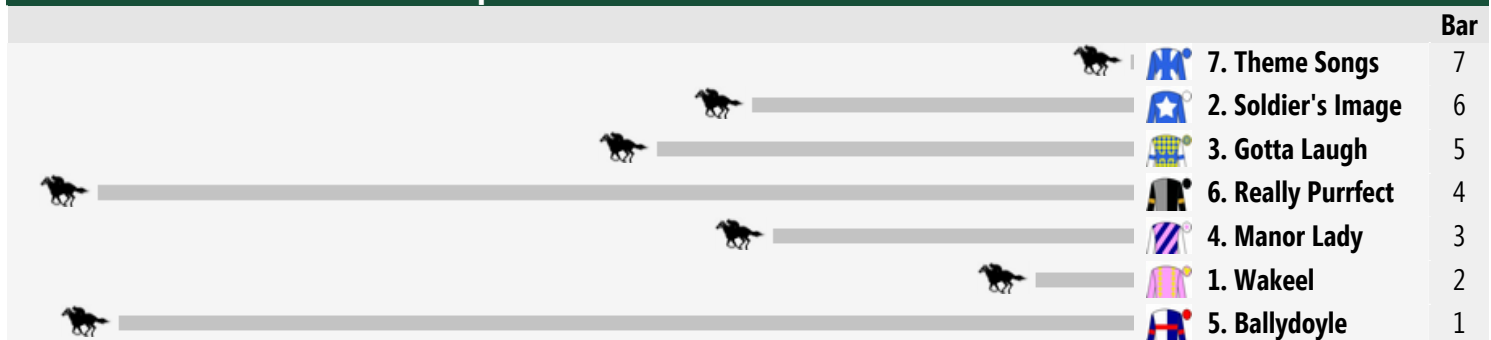 Bar
7. Theme Songs 7
2. Soldier's Image 6
3. Gotta Laugh 5
6. Really Purrfect 4
4. Manor Lady 3
1. Wakeel 2
5. Ballydoyle 1